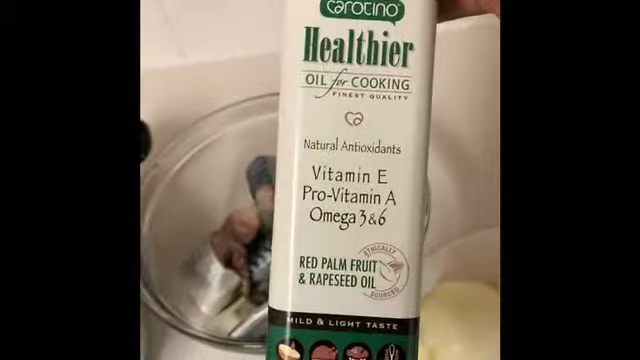 carotino
Healthier
OIL for COOKING
FINEST QUALITY
Natural Antioxidants
Vitamin E
Pro-Vitamin A
Omega 3 & 6
ETHICALLY
RED PALM FRUIT
& RAPESEED OIL
SOURCED
MILD & LIGHT TASTE